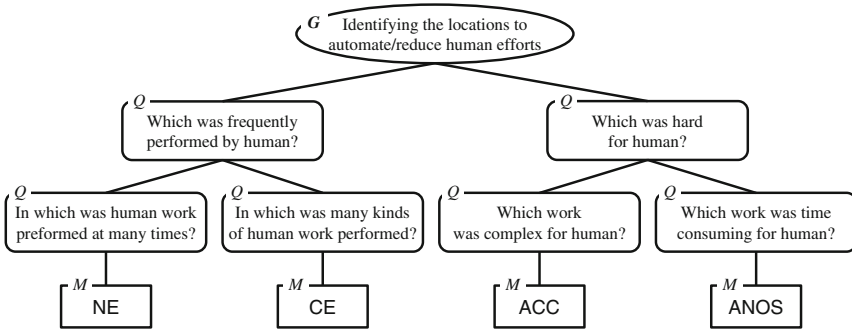 G
Identifying the locations to
automate/reduce human efforts
Q
Which was frequently
performed by human?
Q
Which was hard
for human?
Q
In which was human work
preformed at many times?
Q
In which was many kinds
of human work performed?
Q
Which work
was complex for human?
Q
Which work was time
consuming for human?
M
NE
M
CE
M
ACC
M
ANOS